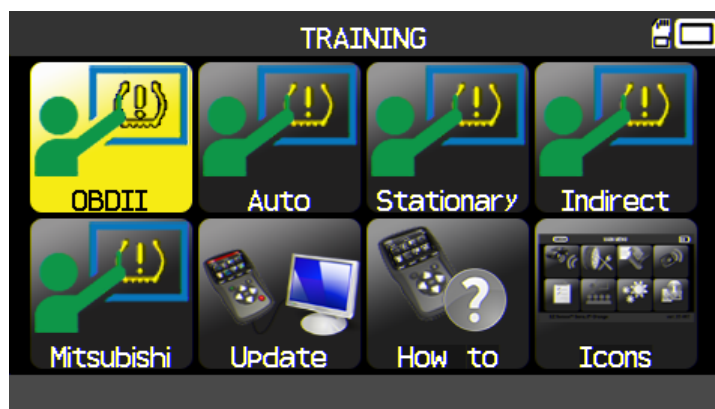 TRAINING
OBDII
Auto
Stationary
Indirect
Mitsubishi
Update
How to
Icons